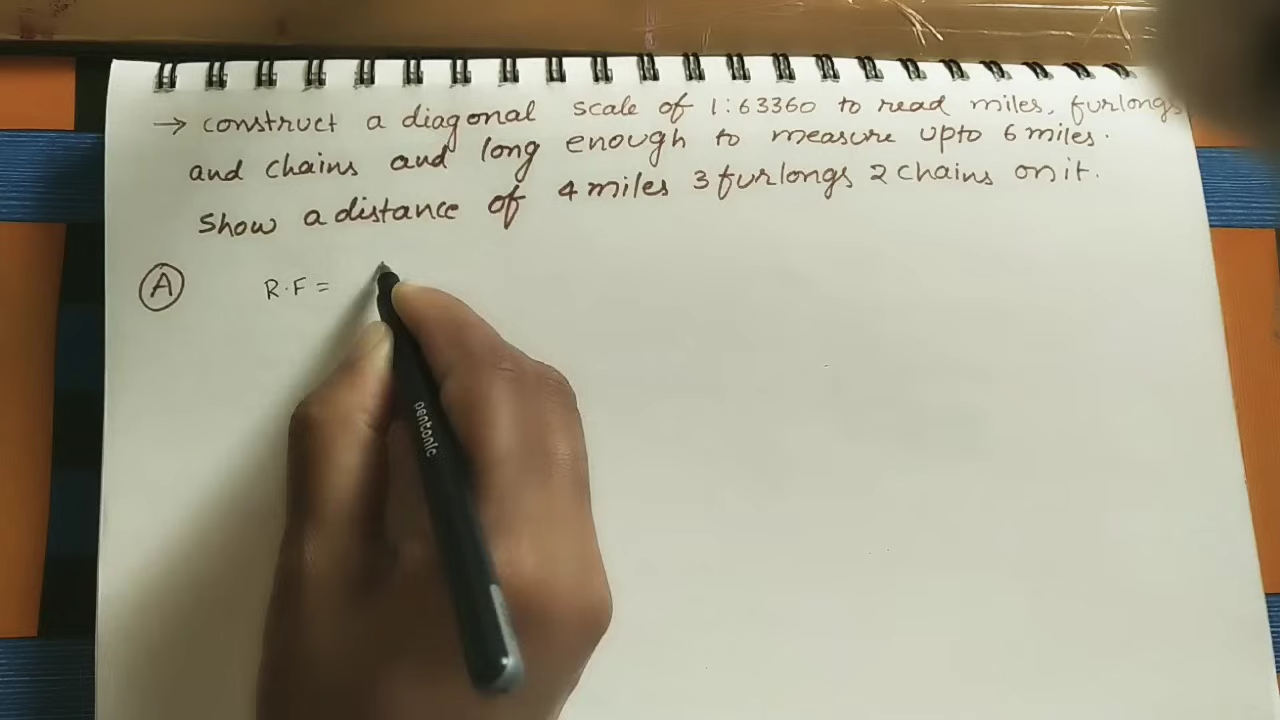 → construct a diagonal scale of 1:63360 to read miles, furlongs
and chains and long enough to measure upto 6 miles.
Show a distance of 4 miles 3 furlongs 2 chains on it.
A R.F =
pentonic